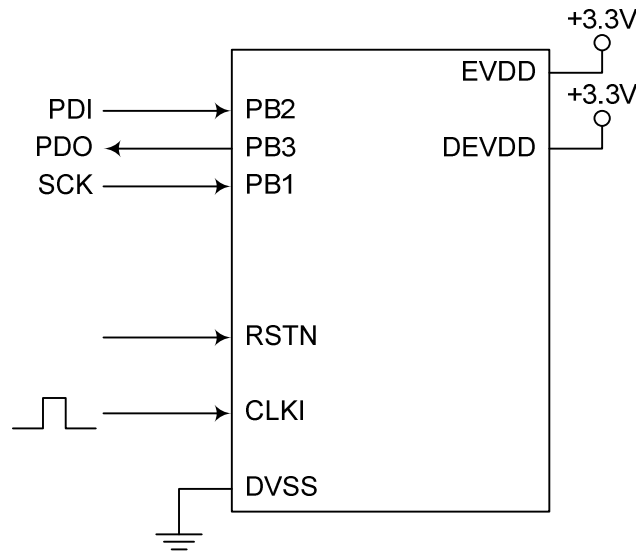 +3.3V
EVDD
+3.3V
PDI PB2
PDO PB3 DEVDD
SCK PB1
RSTN
CLKI
DVSS